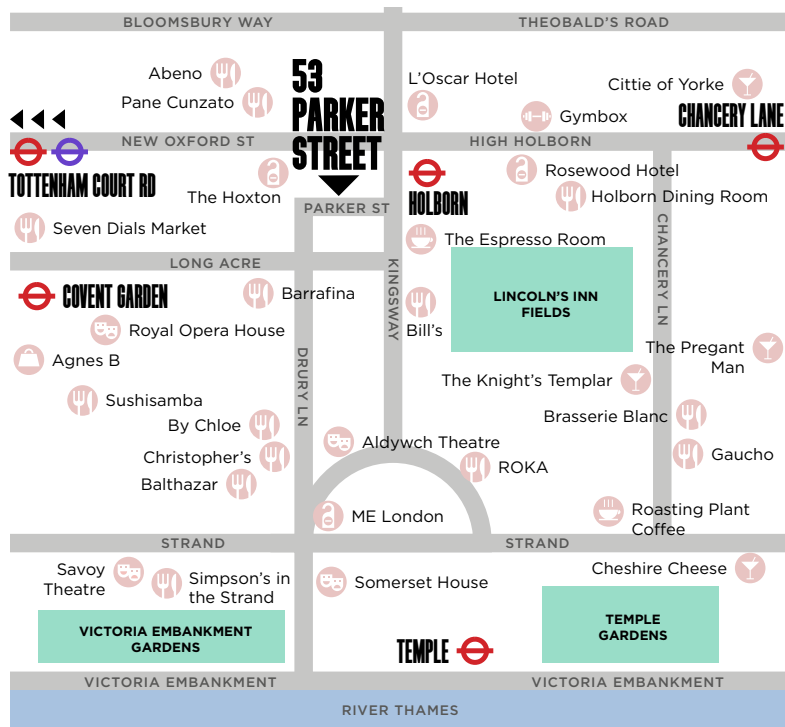 BLOOMSBURY WAY
THEOBALD'S ROAD
Abeno
Pane Cunzato
53
PARKER
STREET
L'Oscar Hotel
Gymbox
Cittie of Yorke
CHANCERY LANE
NEW OXFORD ST
HIGH HOLBORN
TOTTENHAM COURT RD
The Hoxton
PARKER ST
HOLBORN
Rosewood Hotel
Holborn Dining Room
Seven Dials Market
The Espresso Room
CHANCERY LN
LONG ACRE
KINGSWAY
COVENT GARDEN
Barrafina
LINCOLN'S INN
FIELDS
Royal Opera House
Bill's
Agnes B
DRURY LN
The Pregant
Man
The Knight's Templar
Sushisamba
By Chloe
Brasserie Blanc
Christopher's
Aldywch Theatre
Gaucho
Balthazar
ROKA
ME London
Roasting Plant
Coffee
STRAND
STRAND
Savoy
Theatre
Simpson's in
the Strand
Somerset House
Cheshire Cheese
VICTORIA EMBANKMENT
GARDENS
TEMPLE
GARDENS
TEMPLE
VICTORIA EMBANKMENT
VICTORIA EMBANKMENT
RIVER THAMES